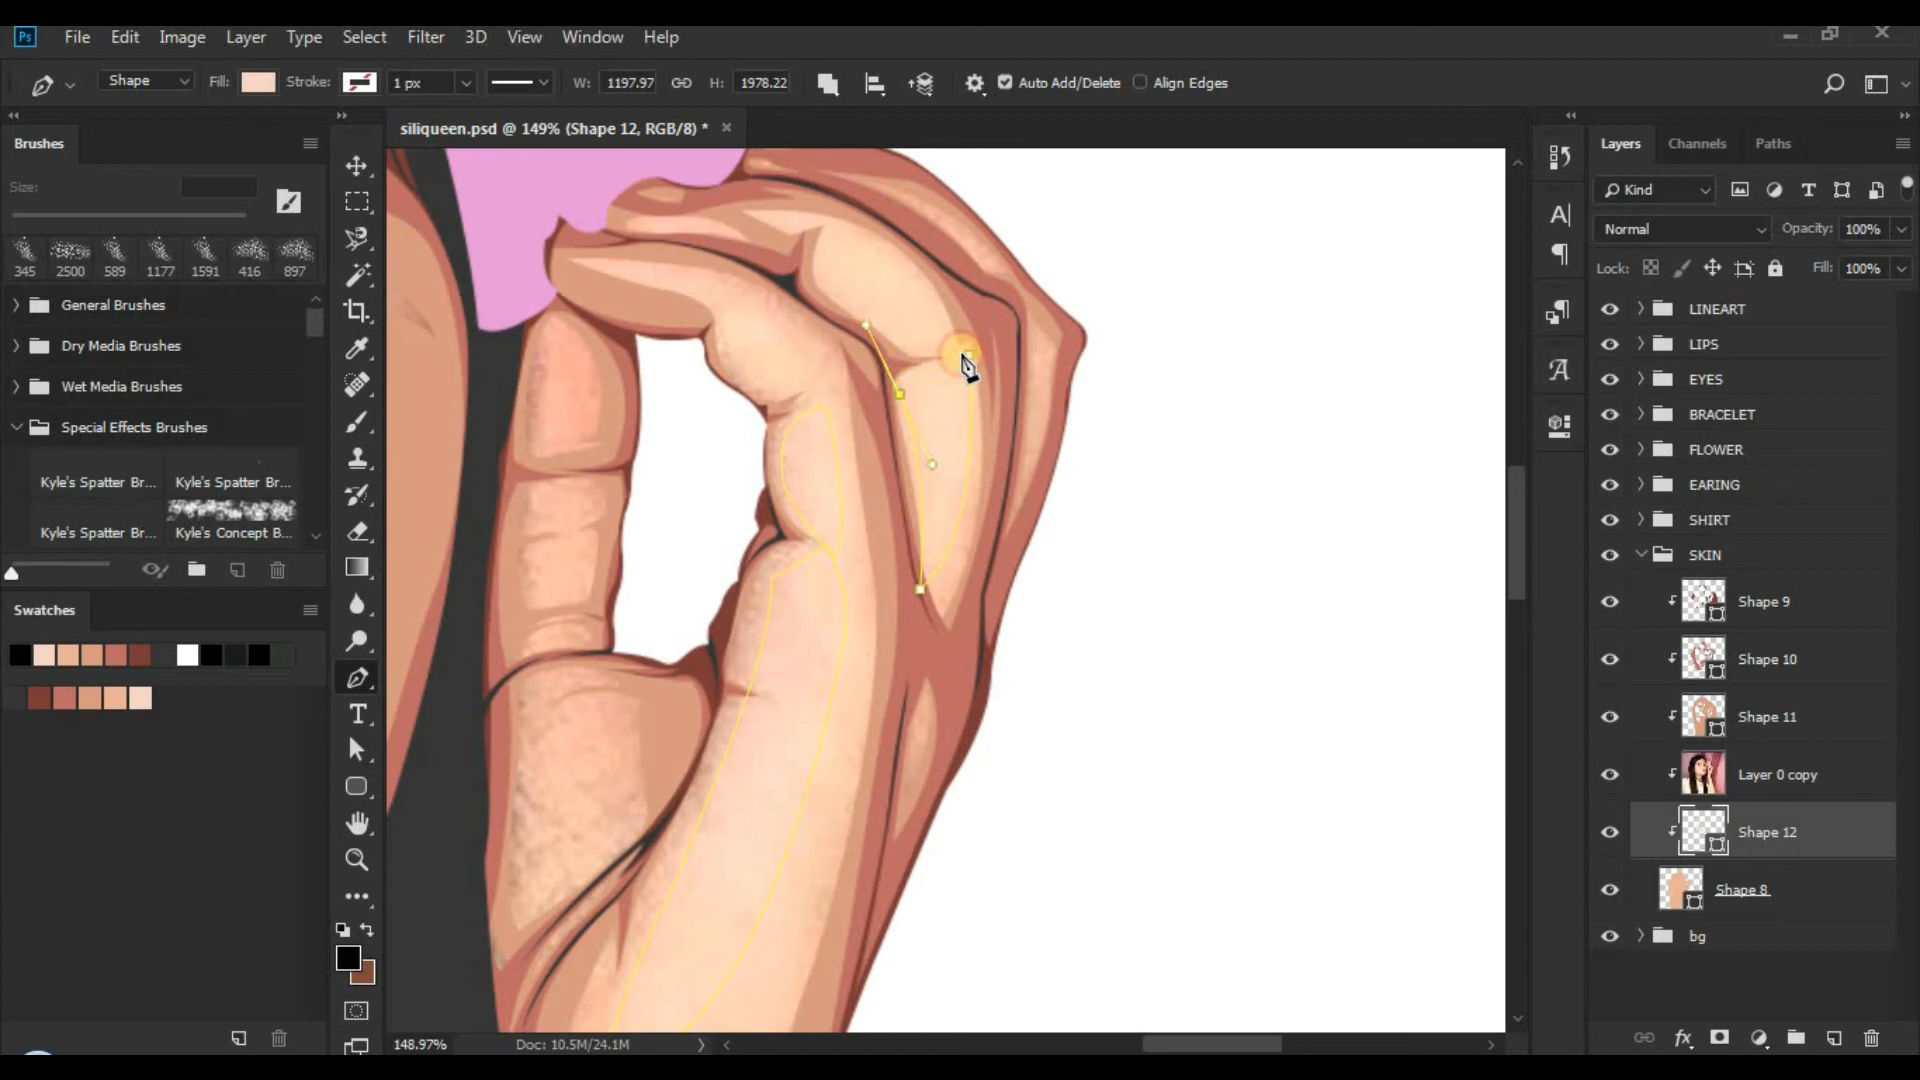 Ps File Edit Image Layer Type Select Filter 3D View Window Help
Shape Fill: Stroke: 1 px W: 1197.97 H: 1978.22 Auto Add/Delete Align Edges
siliqueen.psd @ 149% (Shape 12, RGB/8) *
Brushes
Size:
345 2500 589 1177 1591 416 897
General Brushes
Dry Media Brushes
Wet Media Brushes
Special Effects Brushes
Kyle's Spatter Br... Kyle's Spatter Br...
Kyle's Spatter Br... Kyle's Concept B...
Swatches
148.97% Doc: 10.5M/24.1M
Layers Channels Paths
Kind
Normal Opacity: 100%
Lock: Fill: 100%
LINEART
LIPS
EYES
BRACELET
FLOWER
EARING
SHIRT
SKIN
Shape 9
Shape 10
Shape 11
Layer 0 copy
Shape 12
Shape 8
bg